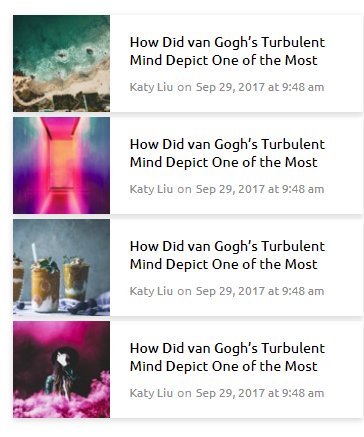 How Did van Gogh’s Turbulent
Mind Depict One of the Most
Katy Liu on Sep 29, 2017 at 9:48 am
How Did van Gogh’s Turbulent
Mind Depict One of the Most
Katy Liu on Sep 29, 2017 at 9:48 am
How Did van Gogh’s Turbulent
Mind Depict One of the Most
Katy Liu on Sep 29, 2017 at 9:48 am
How Did van Gogh’s Turbulent
Mind Depict One of the Most
Katy Liu on Sep 29, 2017 at 9:48 am